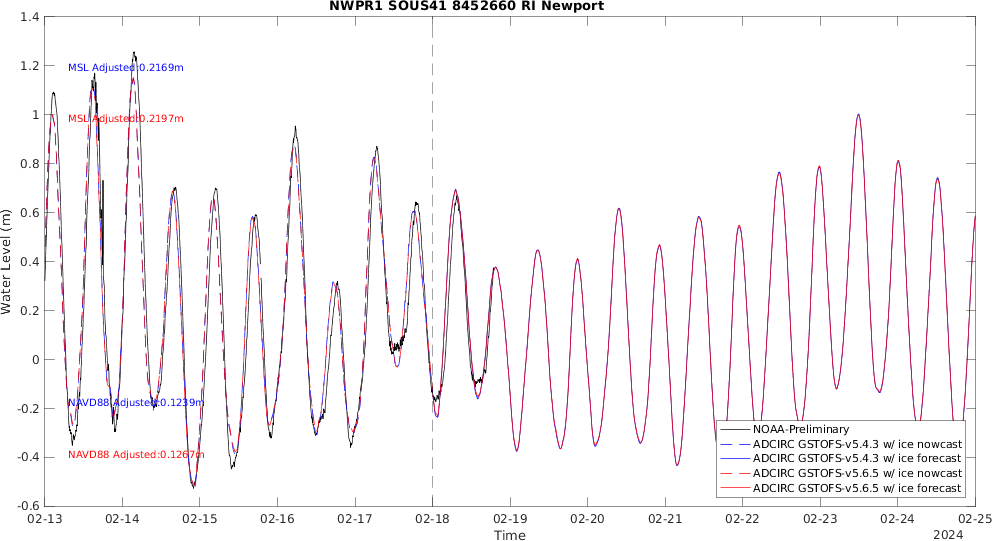 NWPR1 SOUS41 8452660 RI Newport
1.4
1.2
1
0.8
0.6
0.4
0.2
0
-0.2
-0.4
-0.6
Water Level (m)
MSL Adjusted:0.2169m
MSL Adjusted:0.2197m
NAVD88 Adjusted:0.1239m
NAVD88 Adjusted:0.1267m
NOAA-Preliminary
ADCIRC GSTOFS-v5.4.3 w/ ice nowcast
ADCIRC GSTOFS-v5.4.3 w/ ice forecast
ADCIRC GSTOFS-v5.6.5 w/ ice nowcast
ADCIRC GSTOFS-v5.6.5 w/ ice forecast
02-13 02-14 02-15 02-16 02-17 02-18 02-19 02-20 02-21 02-22 02-23 02-24 02-25
Time
2024